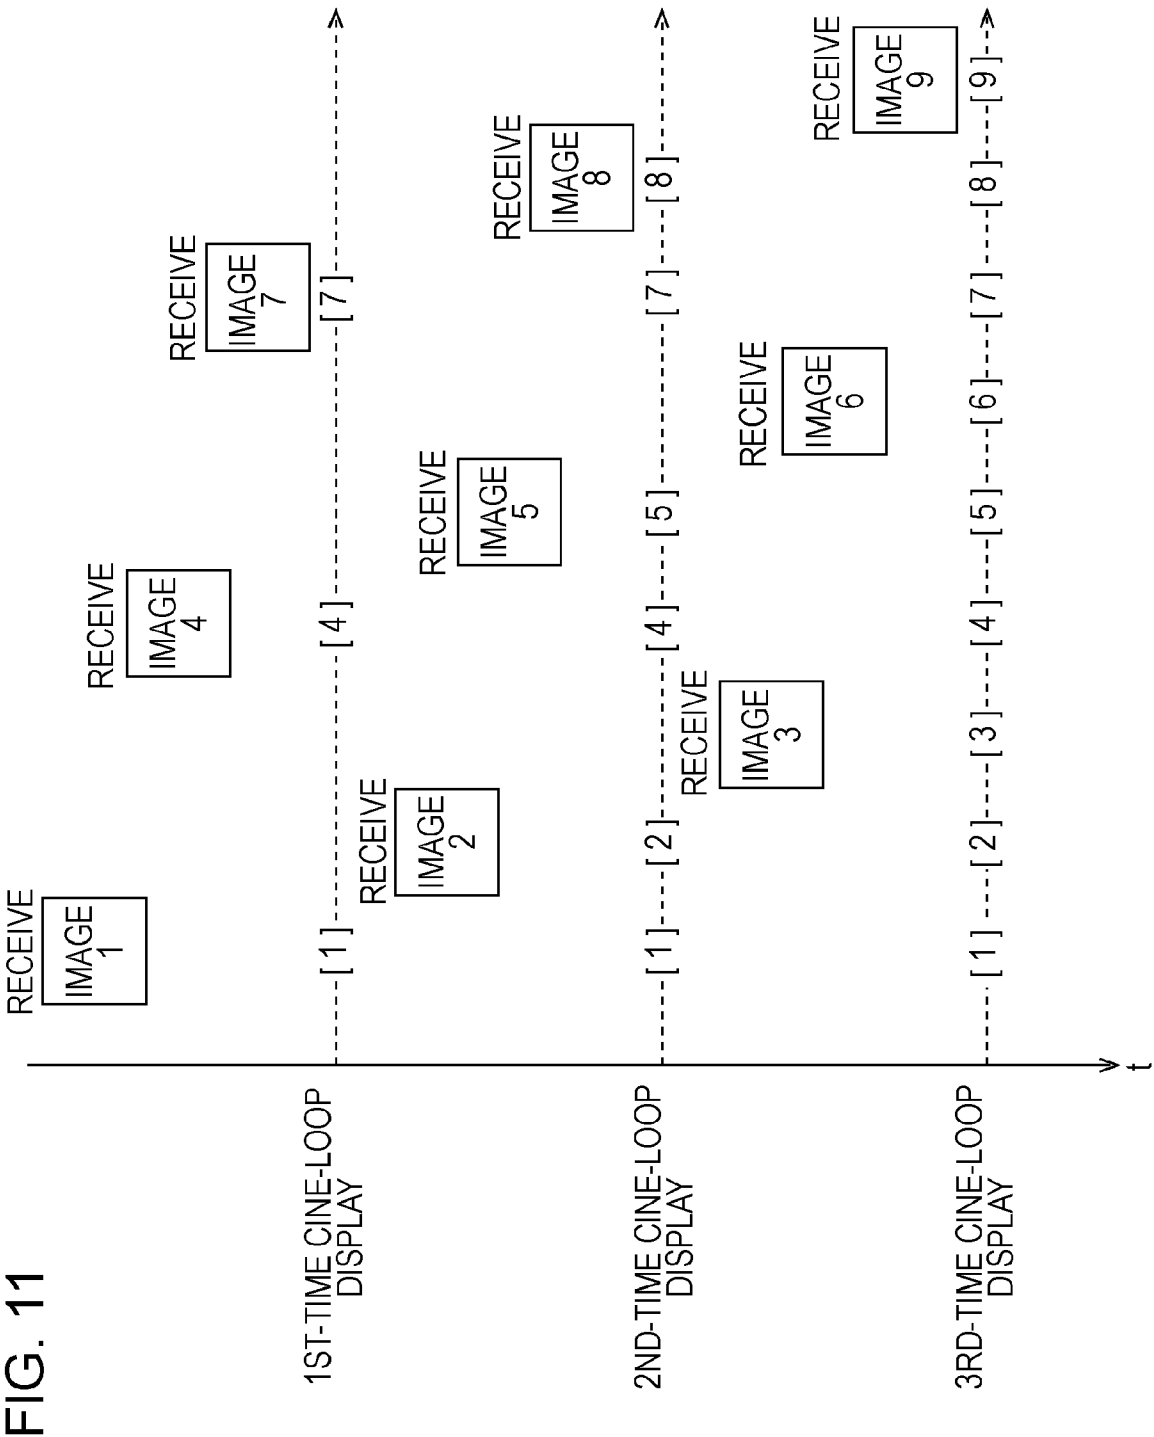 FIG. 11
RECEIVE
IMAGE
1
RECEIVE
IMAGE
4
RECEIVE
IMAGE
7
1ST-TIME CINE-LOOP
DISPLAY
[ 1 ] [ 4 ] [ 7 ]
RECEIVE
IMAGE
2
RECEIVE
IMAGE
5
RECEIVE
IMAGE
8
2ND-TIME CINE-LOOP
DISPLAY
[ 1 ] [ 2 ] [ 4 ] [ 5 ] [ 7 ] [ 8 ]
RECEIVE
IMAGE
3
RECEIVE
IMAGE
6
RECEIVE
IMAGE
9
3RD-TIME CINE-LOOP
DISPLAY
[ 1 ] [ 2 ] [ 3 ] [ 4 ] [ 5 ] [ 6 ] [ 7 ] [ 8 ] [ 9 ]
t